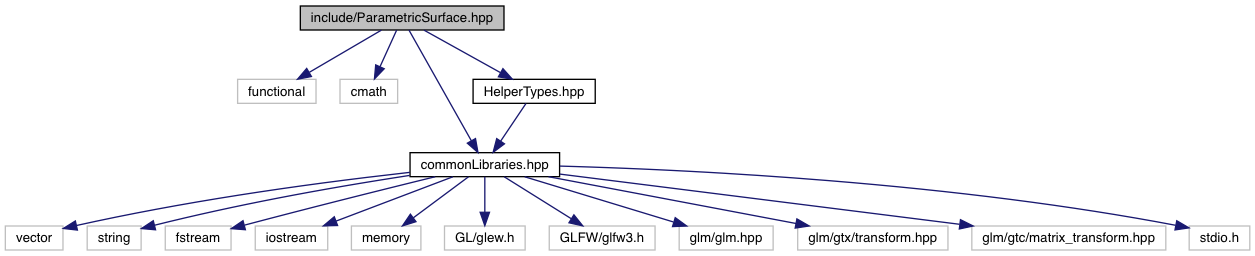 include/ParametricSurface.hpp
functional
cmath
HelperTypes.hpp
commonLibraries.hpp
vector
string
fstream
iostream
memory
GL/glew.h
GLFW/glfw3.h
glm/glm.hpp
glm/gtx/transform.hpp
glm/gtc/matrix_transform.hpp
stdio.h